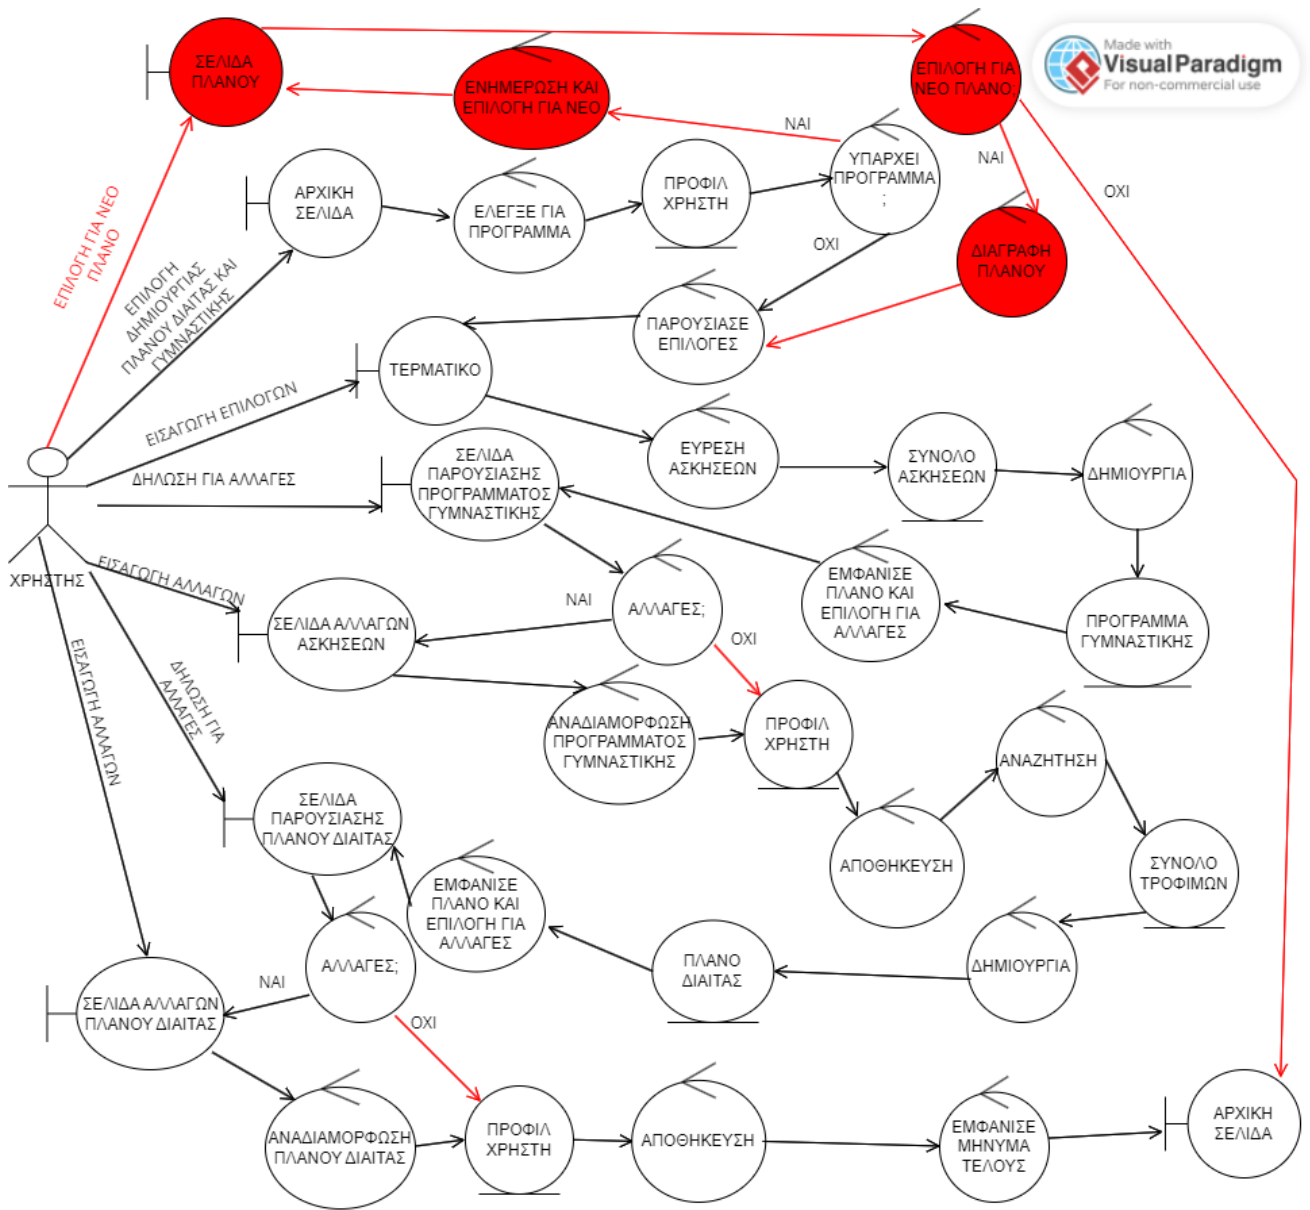 ΣΕΛΙΔΑ
ΠΛΑΝΟΥ
ΕΝΗΜΕΡΩΣΗ ΚΑΙ
ΕΠΙΛΟΓΗ ΓΙΑ ΝΕΟ
ΕΠΙΛΟΓΗ ΓΙΑ
ΝΕΟ ΠΛΑΝΟ;
Made with
Visual Paradigm
For non-commercial use
ΝΑΙ
ΝΑΙ
ΟΧΙ
ΕΠΙΛΟΓΗ ΓΙΑ ΝΕΟ
ΠΛΑΝΟ
ΑΡΧΙΚΗ
ΣΕΛΙΔΑ
ΕΛΕΓΞΕ ΓΙΑ
ΠΡΟΓΡΑΜΜΑ
ΠΡΟΦΙΛ
ΧΡΗΣΤΗ
ΥΠΑΡΧΕΙ
ΠΡΟΓΡΑΜΜΑ
;
ΟΧΙ
ΔΙΑΓΡΑΦΗ
ΠΛΑΝΟΥ
ΕΠΙΛΟΓΗ
ΔΗΜΙΟΥΡΓΙΑΣ
ΠΛΑΝΟΥ ΔΙΑΙΤΑΣ ΚΑΙ
ΓΥΜΝΑΣΤΙΚΗΣ
ΠΑΡΟΥΣΙΑΣΕ
ΕΠΙΛΟΓΕΣ
ΤΕΡΜΑΤΙΚΟ
ΕΙΣΑΓΩΓΗ ΕΠΙΛΟΓΩΝ
ΕΥΡΕΣΗ
ΑΣΚΗΣΕΩΝ
ΣΥΝΟΛΟ
ΑΣΚΗΣΕΩΝ
ΔΗΜΙΟΥΡΓΙΑ
ΔΗΛΩΣΗ ΓΙΑ ΑΛΛΑΓΕΣ
ΣΕΛΙΔΑ
ΠΑΡΟΥΣΙΑΣΗΣ
ΠΡΟΓΡΑΜΜΑΤΟΣ
ΓΥΜΝΑΣΤΙΚΗΣ
ΧΡΗΣΤΗΣ
ΕΙΣΑΓΩΓΗ ΑΛΛΑΓΩΝ
ΝΑΙ
ΑΛΛΑΓΕΣ;
ΟΧΙ
ΕΜΦΑΝΙΣΕ
ΠΛΑΝΟ ΚΑΙ
ΕΠΙΛΟΓΗ ΓΙΑ
ΑΛΛΑΓΕΣ
ΠΡΟΓΡΑΜΜΑ
ΓΥΜΝΑΣΤΙΚΗΣ
ΣΕΛΙΔΑ ΑΛΛΑΓΩΝ
ΑΣΚΗΣΕΩΝ
ΕΙΣΑΓΩΓΗ ΑΛΛΑΓΩΝ
ΔΗΛΩΣΗ ΓΙΑ
ΑΛΛΑΓΕΣ
ΑΝΑΔΙΑΜΟΡΦΩΣΗ
ΠΡΟΓΡΑΜΜΑΤΟΣ
ΓΥΜΝΑΣΤΙΚΗΣ
ΠΡΟΦΙΛ
ΧΡΗΣΤΗ
ΑΝΑΖΗΤΗΣΗ
ΣΕΛΙΔΑ
ΠΑΡΟΥΣΙΑΣΗΣ
ΠΛΑΝΟΥ ΔΙΑΙΤΑΣ
ΑΠΟΘΗΚΕΥΣΗ
ΣΥΝΟΛΟ
ΤΡΟΦΙΜΩΝ
ΕΜΦΑΝΙΣΕ
ΠΛΑΝΟ ΚΑΙ
ΕΠΙΛΟΓΗ ΓΙΑ
ΑΛΛΑΓΕΣ
ΑΛΛΑΓΕΣ;
ΠΛΑΝΟ
ΔΙΑΙΤΑΣ
ΔΗΜΙΟΥΡΓΙΑ
ΝΑΙ
ΣΕΛΙΔΑ ΑΛΛΑΓΩΝ
ΠΛΑΝΟΥ ΔΙΑΙΤΑΣ
ΟΧΙ
ΑΝΑΔΙΑΜΟΡΦΩΣΗ
ΠΛΑΝΟΥ ΔΙΑΙΤΑΣ
ΠΡΟΦΙΛ
ΧΡΗΣΤΗ
ΑΠΟΘΗΚΕΥΣΗ
ΕΜΦΑΝΙΣΕ
ΜΗΝΥΜΑ
ΤΕΛΟΥΣ
ΑΡΧΙΚΗ
ΣΕΛΙΔΑ